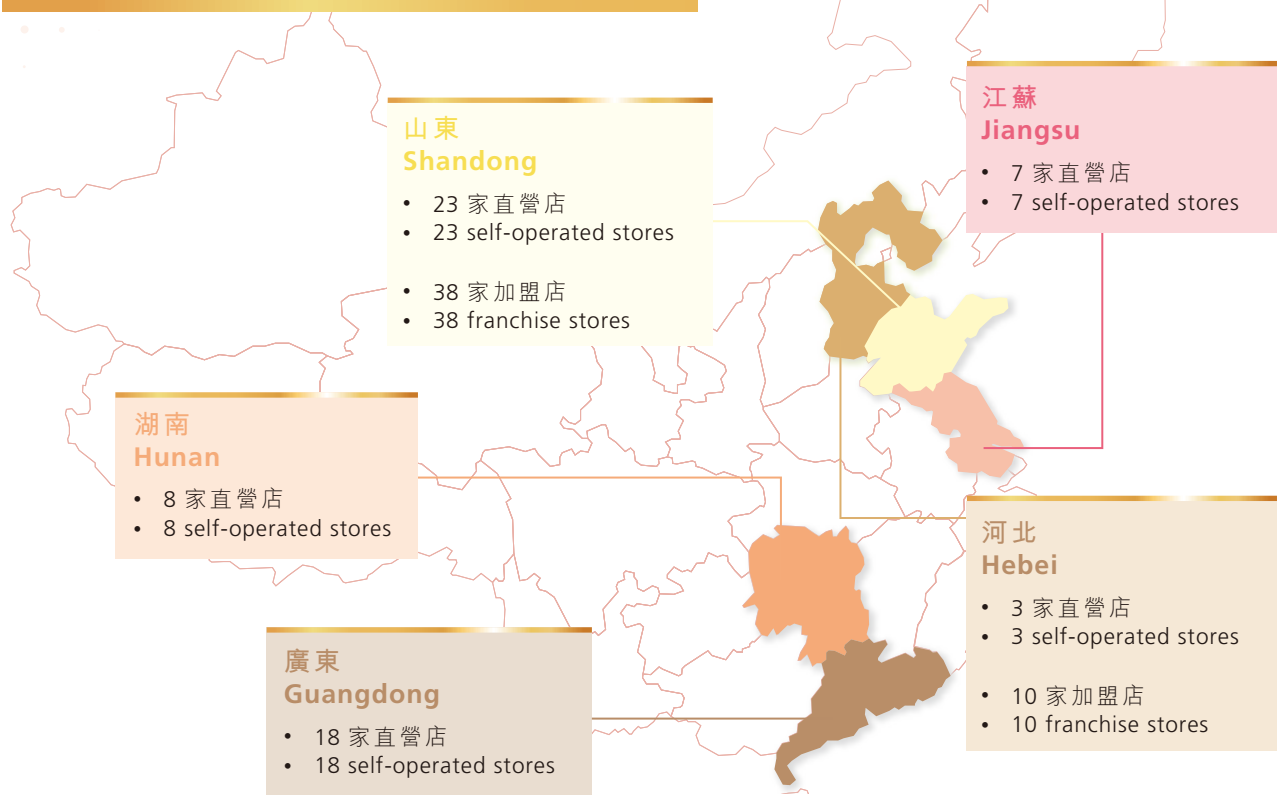 山東
Shandong
• 23 家直營店
• 23 self-operated stores
• 38 家加盟店
• 38 franchise stores
江蘇
Jiangsu
• 7 家直營店
• 7 self-operated stores
湖南
Hunan
• 8 家直營店
• 8 self-operated stores
河北
Hebei
• 3 家直營店
• 3 self-operated stores
• 10 家加盟店
• 10 franchise stores
廣東
Guangdong
• 18 家直營店
• 18 self-operated stores